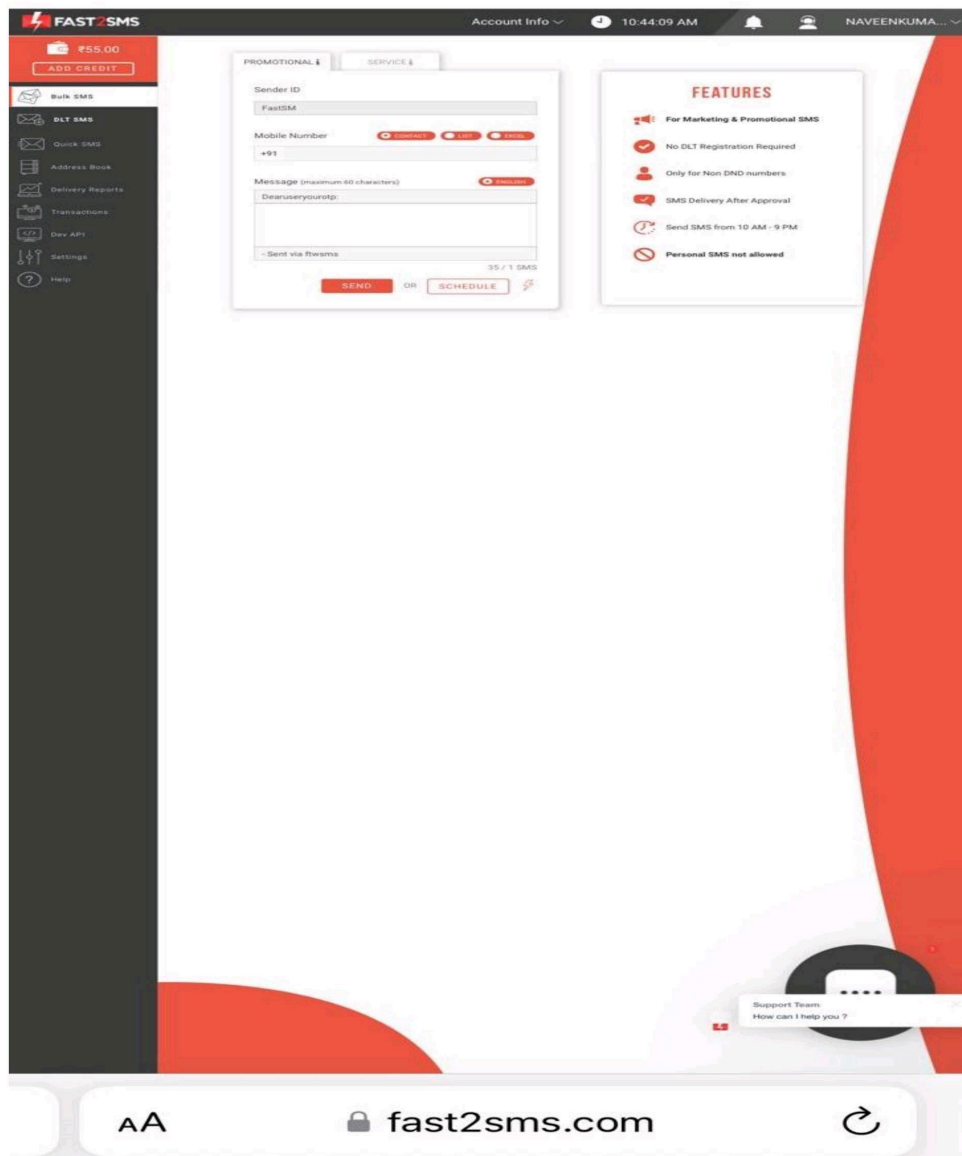 FAST2SMS
Account Info
10:44:09 AM
NAVEENKUMA...
₹55.00
ADD CREDIT
Bulk SMS
DLT SMS
Quick SMS
Address Book
Delivery Reports
Transactions
Dev API
Settings
Help
PROMOTIONAL
SERVICE
Sender ID
FastSM
Mobile Number
CONTACT
LIST
EXCEL
+91
Message (maximum 60 characters)
ENGLISH
Dearuseryourotp:
- Sent via ftwsms
35 / 1 SMS
SEND
OR
SCHEDULE
FEATURES
For Marketing & Promotional SMS
No DLT Registration Required
Only for Non DND numbers
SMS Delivery After Approval
Send SMS from 10 AM - 9 PM
Personal SMS not allowed
Support Team
How can I help you ?
AA
fast2sms.com